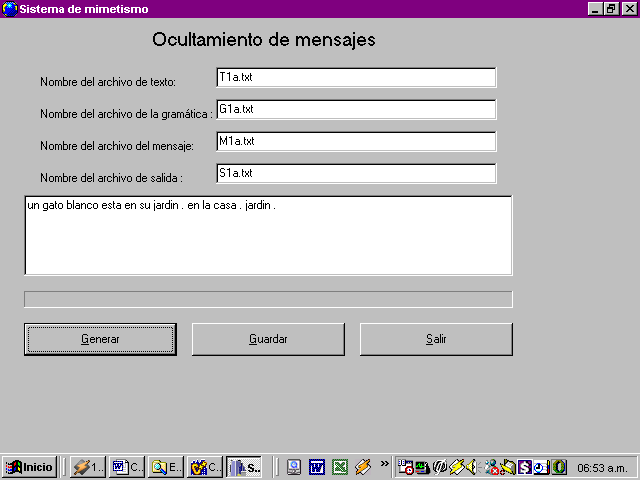 Sistema de mimetismo
Ocultamiento de mensajes
Nombre del archivo de texto: T1a.txt
Nombre del archivo de la gramática : G1a.txt
Nombre del archivo del mensaje: M1a.txt
Nombre del archivo de salida : S1a.txt
un gato blanco esta en su jardin . en la casa . jardin .
Generar Guardar Salir
Inicio 1.. C.. E.. C.. S.. » 06:53 a.m.